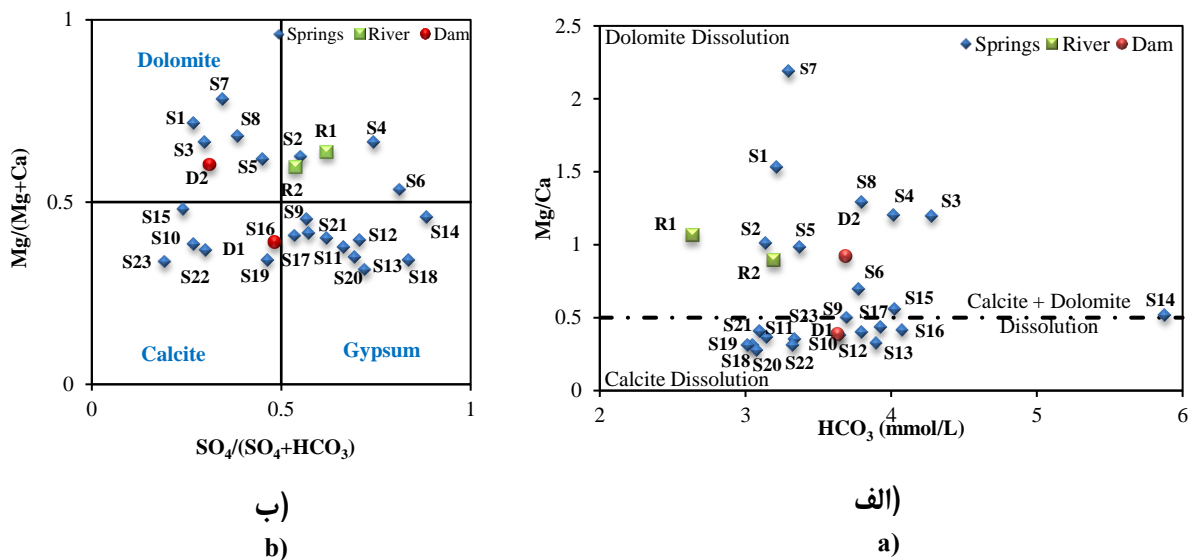 Springs River Dam
1
0.5
0
Mg/(Mg+Ca)
Dolomite
S7
S1
S8
S3
S5
D2
S2
R1
R2
S4
S6
S15
S10
S23
S22
D1
S16
S19
S9
S17
S21
S11
S20
S12
S13
S14
S18
Calcite
Gypsum
0 0.5 1
SO₄/(SO₄+HCO₃)
ب)
b)
Dolomite Dissolution
Springs River Dam
2.5
2
1.5
1
0.5
0
Mg/Ca
S7
S1
S8
S4
S3
D2
R1
S2
S5
R2
S6
S15
S14
Calcite + Dolomite
Dissolution
S9
S17
S23
S21
S11
D1
S16
S19
S10
S12
S13
S18
S20
S22
Calcite Dissolution
2 3 4 5 6
HCO₃ (mmol/L)
الف)
a)